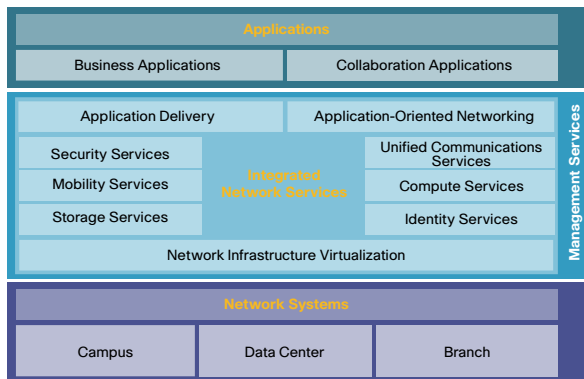 Applications
Business Applications
Collaboration Applications
Application Delivery
Application-Oriented Networking
Security Services
Mobility Services
Storage Services
Integrated
Network Services
Unified Communications
Services
Compute Services
Identity Services
Network Infrastructure Virtualization
Management Services
Network Systems
Campus
Data Center
Branch